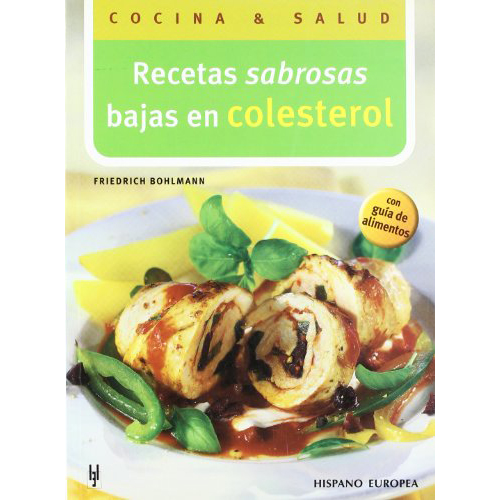 COCINA & SALUD
Recetas sabrosas
bajas en colesterol
FRIEDRICH BOHLMANN
con
guía de
alimentos
HISPANO EUROPEA